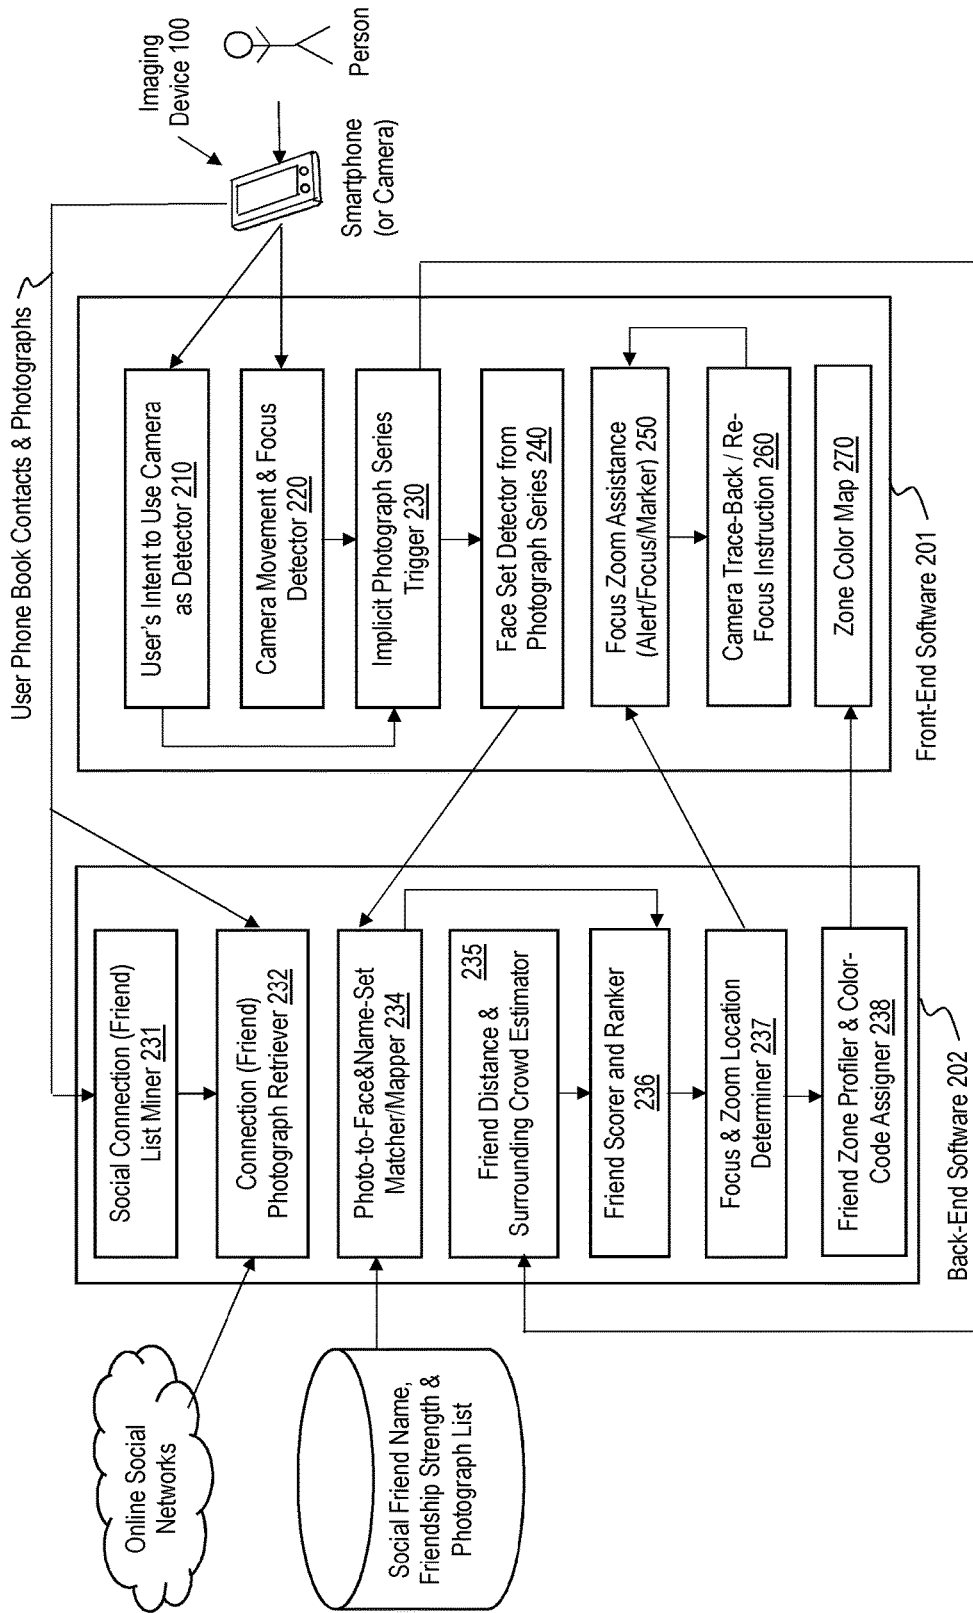 User Phone Book Contacts & Photographs
Imaging
Device 100
Person
Smartphone
(or Camera)
User's Intent to Use Camera
as Detector 210
Camera Movement & Focus
Detector 220
Implicit Photograph Series
Trigger 230
Face Set Detector from
Photograph Series 240
Focus Zoom Assistance
(Alert/Focus/Marker) 250
Camera Trace-Back / Re-
Focus Instruction 260
Zone Color Map 270
Front-End Software 201
Social Connection (Friend)
List Miner 231
Connection (Friend)
Photograph Retriever 232
Photo-to-Face&Name-Set
Matcher/Mapper 234
Friend Distance & 235
Surrounding Crowd Estimator
Friend Scorer and Ranker
236
Focus & Zoom Location
Determiner 237
Friend Zone Profiler & Color-
Code Assigner 238
Back-End Software 202
Online Social
Networks
Social Friend Name,
Friendship Strength &
Photograph List